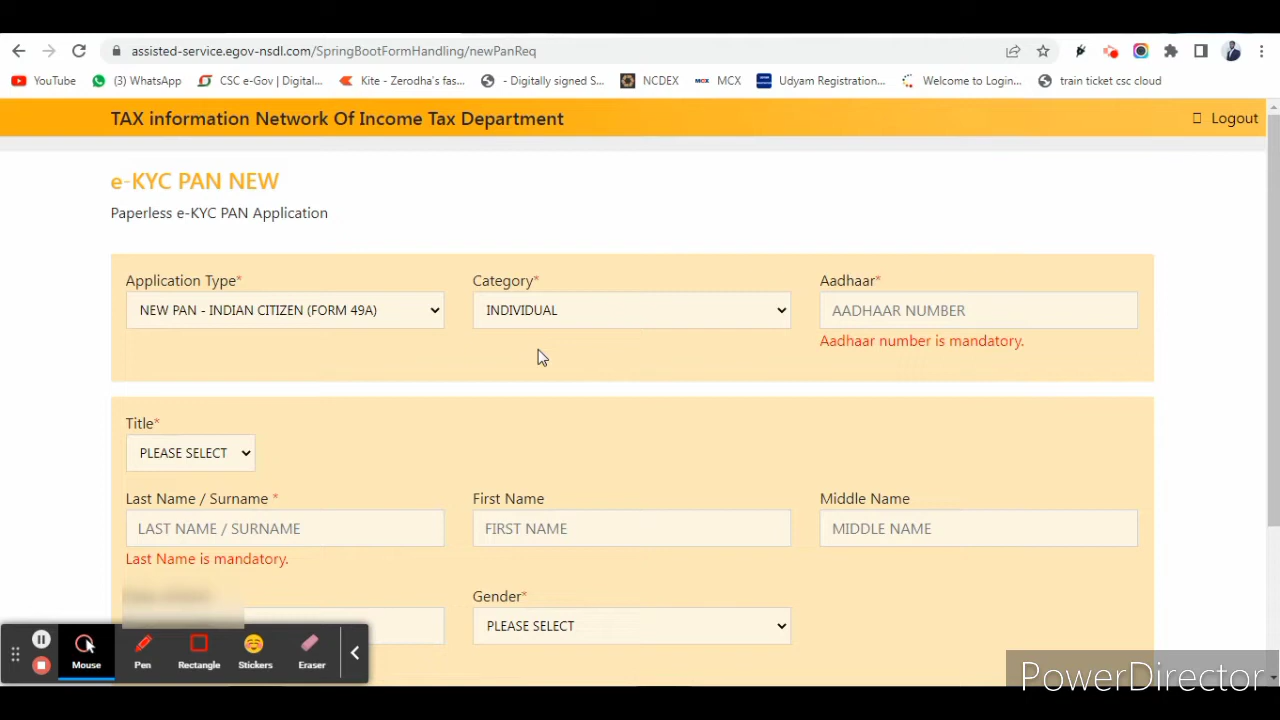 assisted-service.egov-nsdl.com/SpringBootFormHandling/newPanReq
YouTube (3) WhatsApp CSC e-Gov | Digital... Kite - Zerodha's fas... - Digitally signed S... NCDEX MCX MCX Udyam Registration... Welcome to Login... train ticket csc cloud
TAX information Network Of Income Tax Department Logout
e-KYC PAN NEW
Paperless e-KYC PAN Application
Application Type* Category* Aadhaar*
NEW PAN - INDIAN CITIZEN (FORM 49A) INDIVIDUAL AADHAAR NUMBER
Aadhaar number is mandatory.
Title*
PLEASE SELECT
Last Name / Surname * First Name Middle Name
LAST NAME / SURNAME FIRST NAME MIDDLE NAME
Last Name is mandatory.
Gender*
PLEASE SELECT
Mouse Pen Rectangle Stickers Eraser
PowerDirector